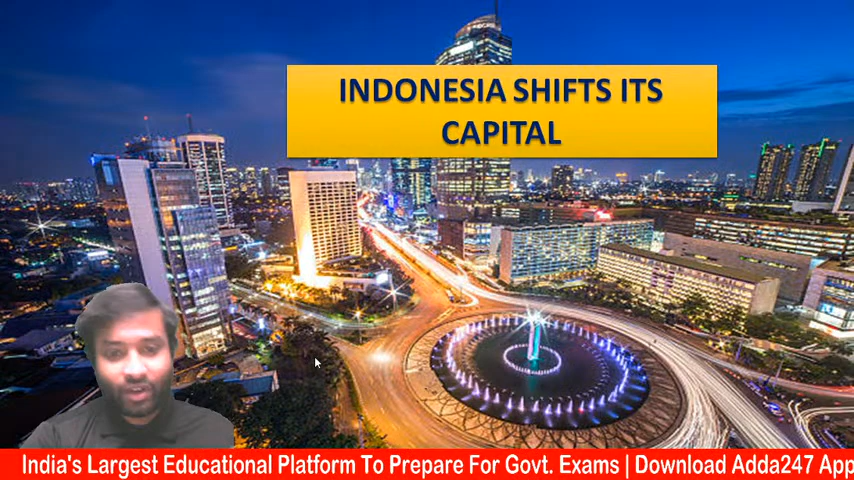 INDONESIA SHIFTS ITS
CAPITAL
India's Largest Educational Platform To Prepare For Govt. Exams | Download Adda247 App